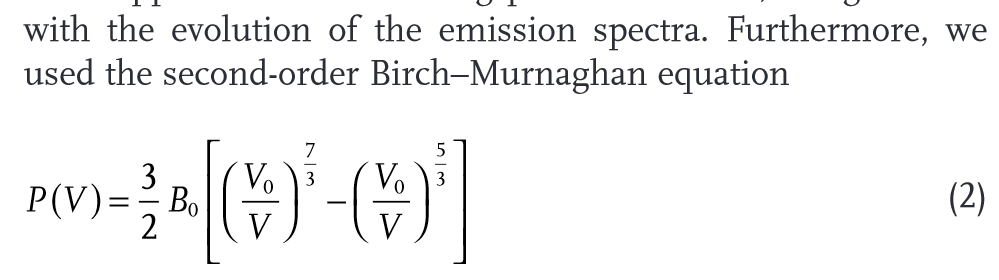 with the evolution of the emission spectra. Furthermore, we
used the second-order Birch–Murnaghan equation
P(V) = \frac{3}{2} B_0 \left[ \left( \frac{V_0}{V} \right)^{\frac{7}{3}} - \left( \frac{V_0}{V} \right)^{\frac{5}{3}} \right] (2)